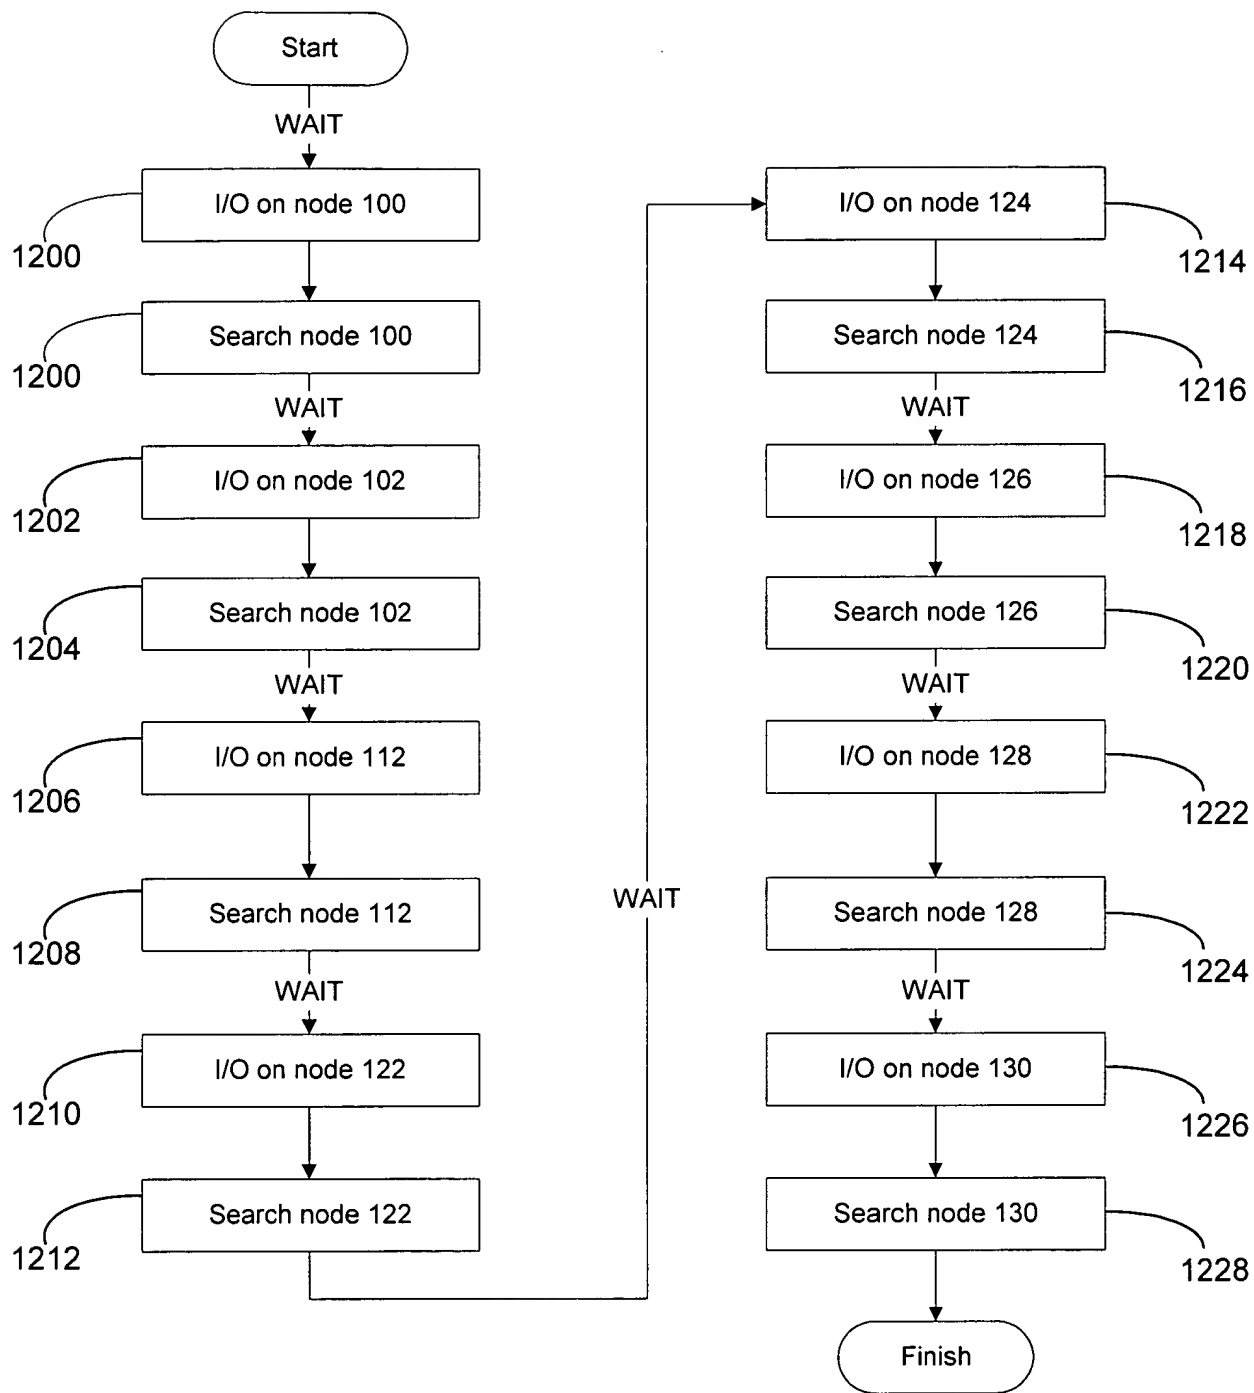 Start
WAIT
I/O on node 100
1200
Search node 100
1200
WAIT
I/O on node 102
1202
Search node 102
1204
WAIT
I/O on node 112
1206
Search node 112
1208
WAIT
I/O on node 122
1210
Search node 122
1212
WAIT
I/O on node 124
1214
Search node 124
1216
WAIT
I/O on node 126
1218
Search node 126
1220
WAIT
I/O on node 128
1222
Search node 128
1224
WAIT
I/O on node 130
1226
Search node 130
1228
Finish